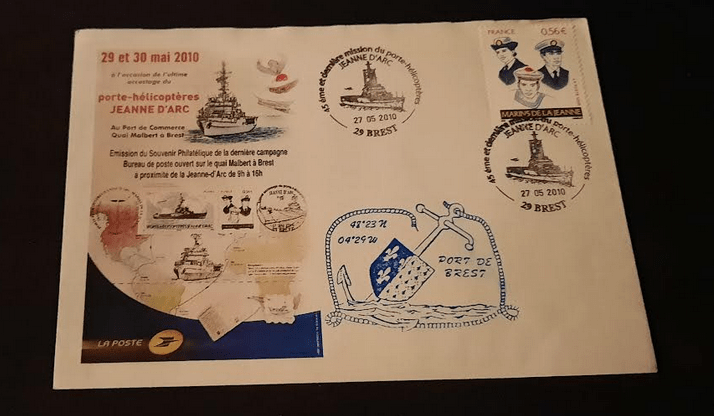 29 et 30 mai 2010
à l'occasion de l'ultime
accostage du
porte-hélicoptères
JEANNE D'ARC
Au Port de Commerce
Quai Malbert à Brest
Emission du Souvenir Philatélique de la dernière campagne
Bureau de poste ouvert sur le quai Malbert à Brest
a proximite de la Jeanne-d'Arc de 9h à 16h
LA POSTE
45 ème et dernière mission du porte-hélicoptères
JEANNE D'ARC
27 05 2010
29 BREST
FRANCE
0,56€
MARINS DE LA JEANNE
45 ème et dernière mission du porte-hélicoptères
JEANNE D'ARC
27 05 2010
29 BREST
48°23 N
04°29 W
PORT DE
BREST